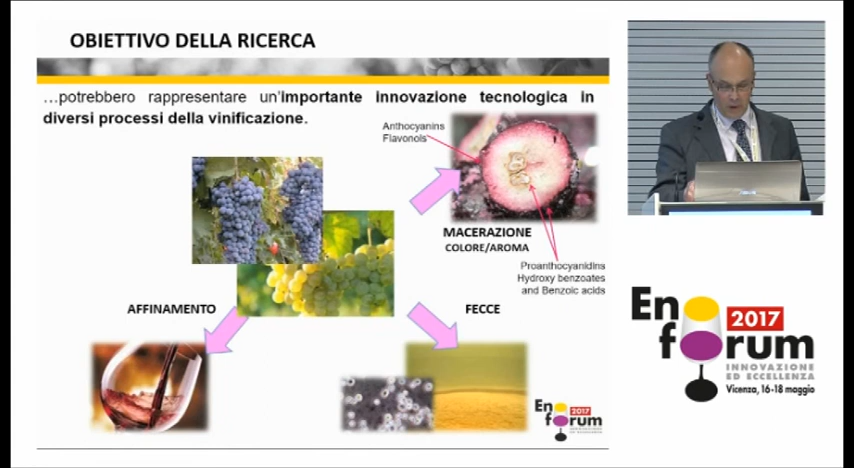 OBIETTIVO DELLA RICERCA
…potrebbero rappresentare un'importante innovazione tecnologica in
diversi processi della vinificazione.
Anthocyanins
Flavonols
MACERAZIONE
COLORE/AROMA
Proanthocyanidins
Hydroxy benzoates
and Benzoic acids
AFFINAMENTO
FECCE
En 2017
forum
En 2017
forum
INNOVAZIONE
ED ECCELLENZA
Vicenza, 16-18 maggio